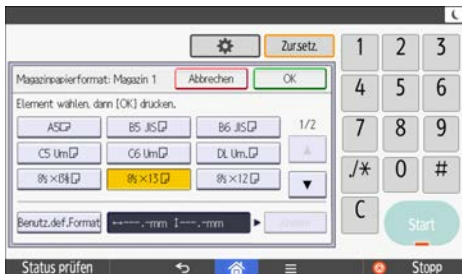 Zursetz.
1 2 3
Magazinpapierformat: Magazin 1 Abbrechen OK
Element wählen, dann [OK] drücken.
4 5 6
A5 B5 JIS B6 JIS 1/2
7 8 9
C5 Um C6 Um DL Um.
8½×13 8½×12
./* 0 #
Benutz.def.Format ----.-mm ----.-mm
C
Start
Status prüfen Stopp